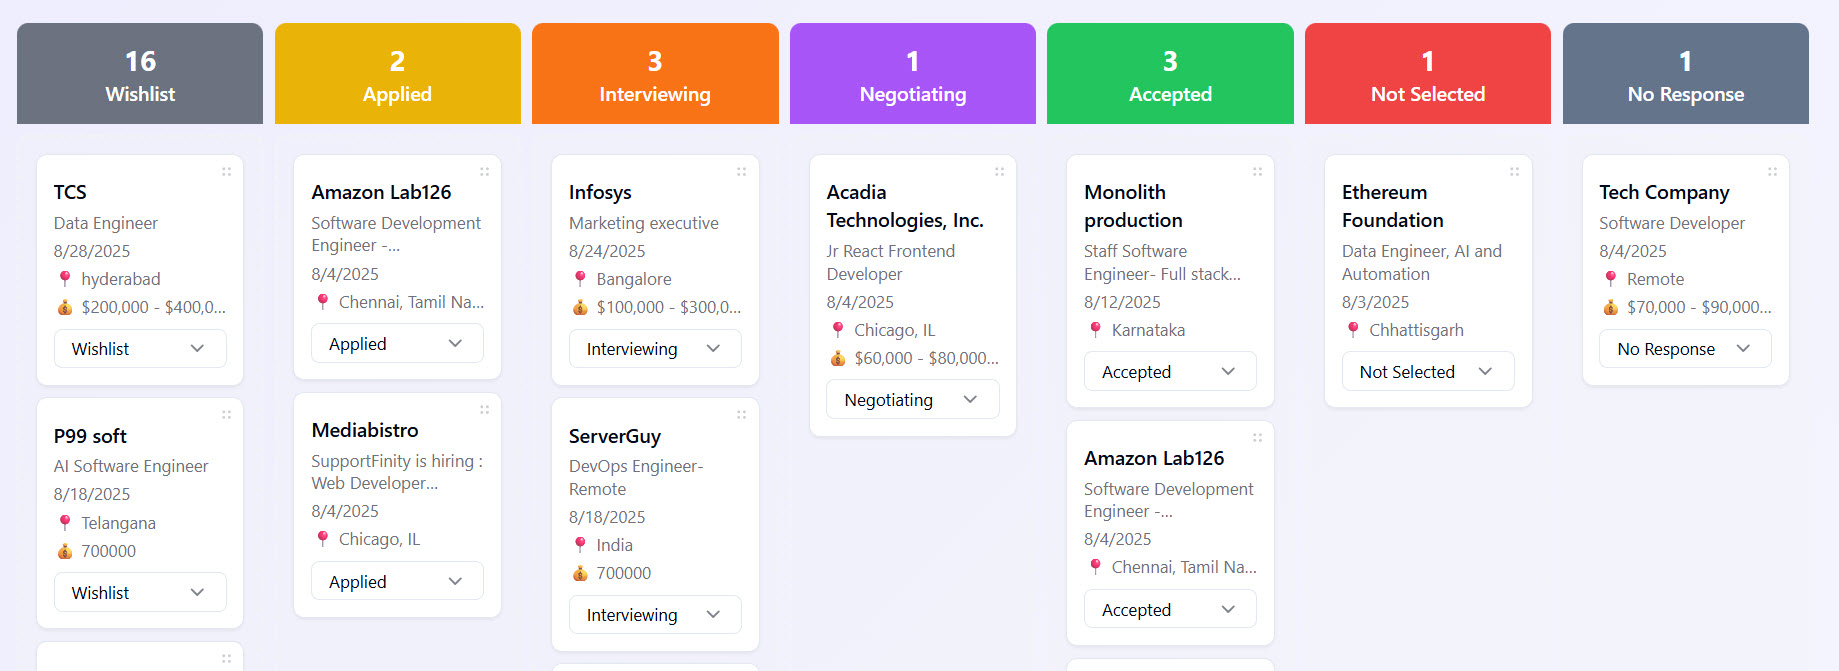 16
Wishlist
2
Applied
3
Interviewing
1
Negotiating
3
Accepted
1
Not Selected
1
No Response
TCS
Data Engineer
8/28/2025
hyderabad
$200,000 - $400,0...
Wishlist
P99 soft
AI Software Engineer
8/18/2025
Telangana
700000
Wishlist
Amazon Lab126
Software Development
Engineer -...
8/4/2025
Chennai, Tamil Na...
Applied
Mediabistro
SupportFinity is hiring :
Web Developer...
8/4/2025
Chicago, IL
Applied
Infosys
Marketing executive
8/24/2025
Bangalore
$100,000 - $300,0...
Interviewing
ServerGuy
DevOps Engineer-
Remote
8/18/2025
India
700000
Interviewing
Acadia
Technologies, Inc.
Jr React Frontend
Developer
8/4/2025
Chicago, IL
$60,000 - $80,000...
Negotiating
Monolith
production
Staff Software
Engineer- Full stack...
8/12/2025
Karnataka
Accepted
Amazon Lab126
Software Development
Engineer -...
8/4/2025
Chennai, Tamil Na...
Accepted
Ethereum
Foundation
Data Engineer, AI and
Automation
8/3/2025
Chhattisgarh
Not Selected
Tech Company
Software Developer
8/4/2025
Remote
$70,000 - $90,000...
No Response